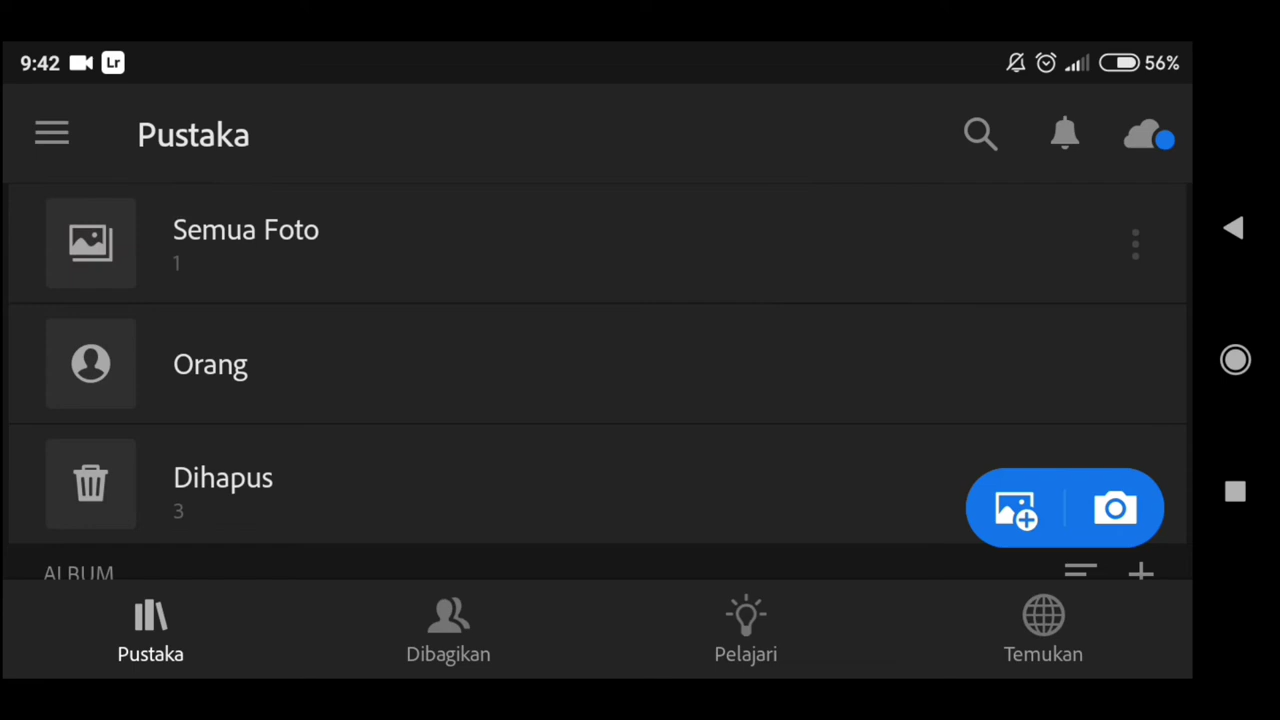 9:42 Lr 56%
Pustaka
Semua Foto
1
Orang
Dihapus
3
ALBUM
Pustaka Dibagikan Pelajari Temukan